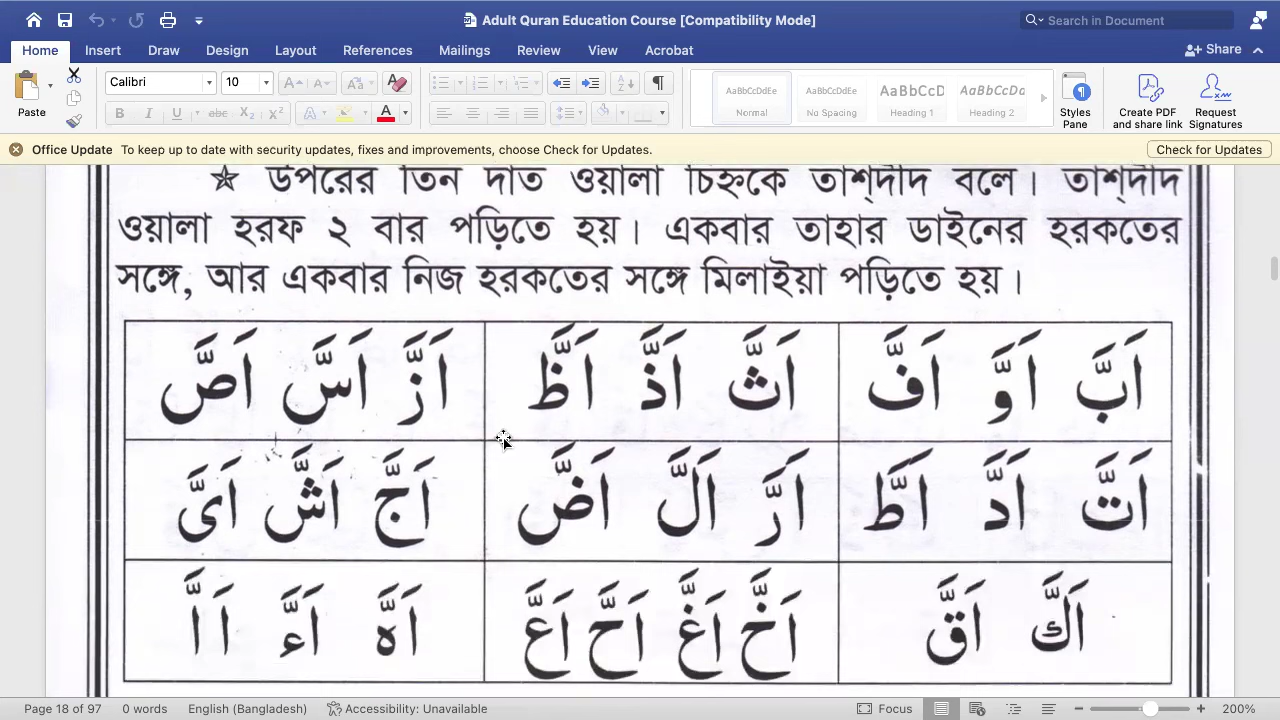 Adult Quran Education Course [Compatibility Mode]
Search in Document
Home Insert Draw Design Layout References Mailings Review View Acrobat Share
Paste
Calibri 10
AaBbCcDdEe AaBbCcDdEe AaBbCcD AaBbCcDc
Normal No Spacing Heading 1 Heading 2
Styles Pane
Create PDF and share link
Request Signatures
Office Update To keep up to date with security updates, fixes and improvements, choose Check for Updates. Check for Updates
☆ উপরের তিন দাঁত ওয়ালা চিহ্নকে তাশ্দীদ বলে। তাশ্দীদ
ওয়ালা হরফ ২ বার পড়িতে হয়। একবার তাহার ডাইনের হরকতের
সঙ্গে, আর একবার নিজ হরকতের সঙ্গে মিলাইয়া পড়িতে হয়।
اَبَّ اَوَّ اَفَّ اَثَّ اَذَّ اَظَّ اَزَّ اَسَّ اَصَّ
اَتَّ اَدَّ اَطَّ اَرَّ اَلَّ اَضَّ اَجَّ اَشَّ اَىَّ
اَكَّ اَقَّ اَخَّ اَغَّ اَحَّ اَعَّ اَهَّ اَءَّ اَاَّ
Page 18 of 97 0 words English (Bangladesh) Accessibility: Unavailable Focus 200%